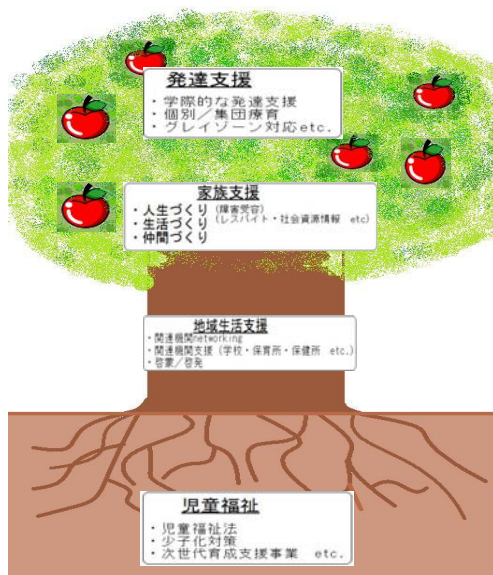 発達支援
・学際的な発達支援
・個別／集団療育
・グレイゾーン対応etc.
家族支援
・人生づくり（障害受容）
・生活づくり（レスパイト・社会資源情報　etc）
・仲間づくり
地域生活支援
・関連機関networking
・関連機関支援（学校・保育所・保健所　etc.）
・啓蒙／啓発
児童福祉
・児童福祉法
・少子化対策
・次世代育成支援事業　etc.